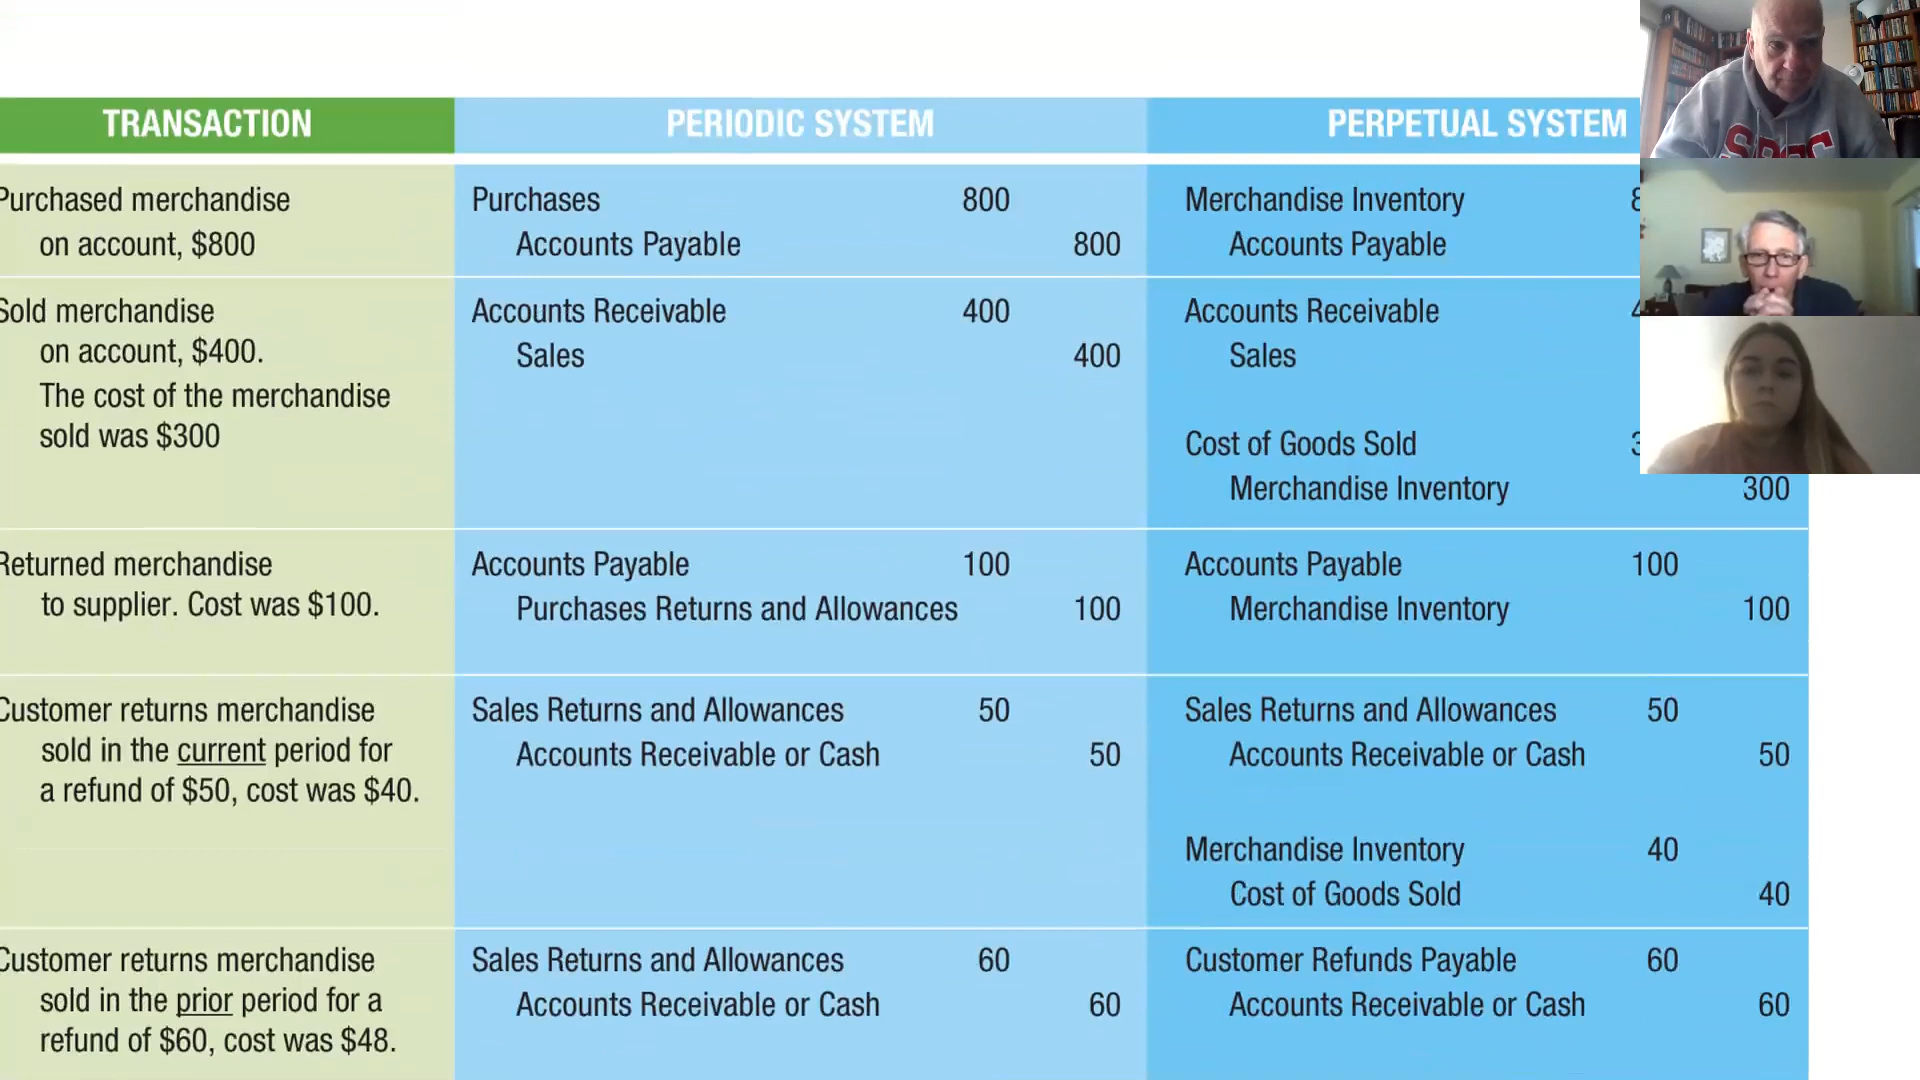 TRANSACTION PERIODIC SYSTEM PERPETUAL SYSTEM
Purchased merchandise
on account, $800
Purchases 800
Accounts Payable 800
Merchandise Inventory
Accounts Payable
Sold merchandise
on account, $400.
The cost of the merchandise
sold was $300
Accounts Receivable 400
Sales 400
Accounts Receivable
Sales
Cost of Goods Sold
Merchandise Inventory 300
Returned merchandise
to supplier. Cost was $100.
Accounts Payable 100
Purchases Returns and Allowances 100
Accounts Payable 100
Merchandise Inventory 100
Customer returns merchandise
sold in the current period for
a refund of $50, cost was $40.
Sales Returns and Allowances 50
Accounts Receivable or Cash 50
Sales Returns and Allowances 50
Accounts Receivable or Cash 50
Merchandise Inventory 40
Cost of Goods Sold 40
Customer returns merchandise
sold in the prior period for a
refund of $60, cost was $48.
Sales Returns and Allowances 60
Accounts Receivable or Cash 60
Customer Refunds Payable 60
Accounts Receivable or Cash 60